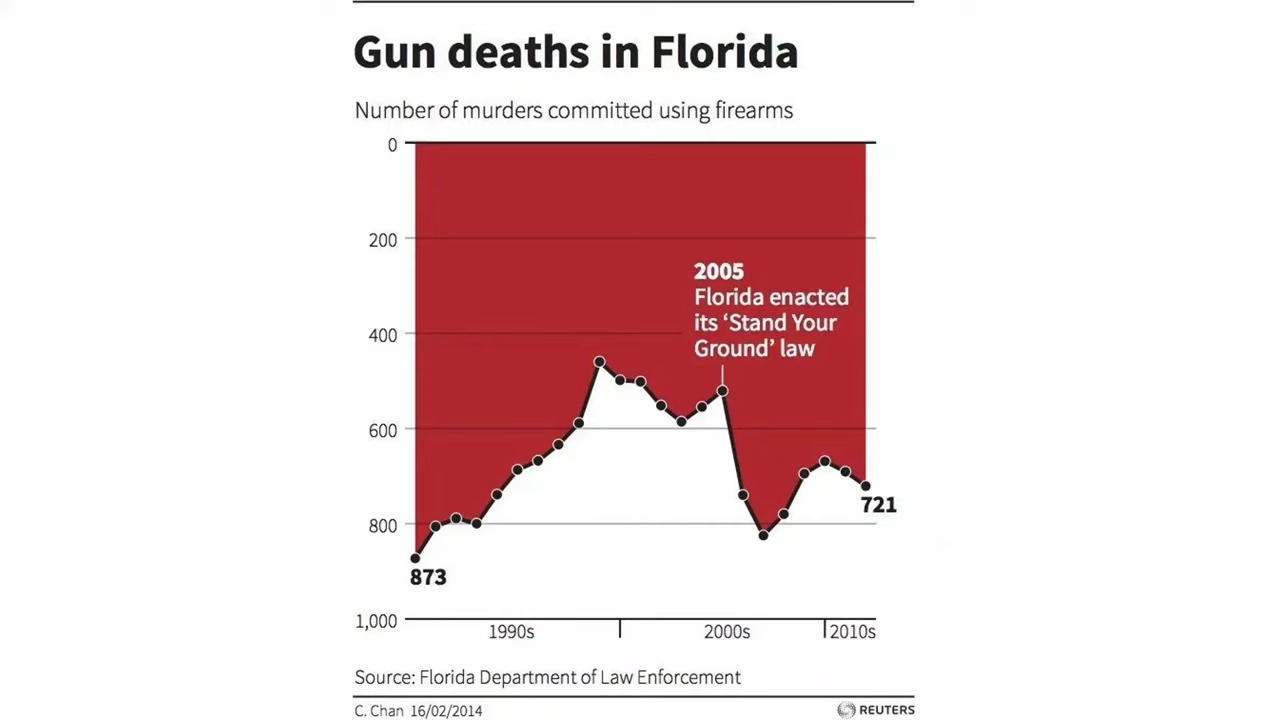 Gun deaths in Florida
Number of murders committed using firearms
0
200
400
600
800
1,000
2005
Florida enacted
its ‘Stand Your
Ground’ law
873
721
1990s
2000s
2010s
Source: Florida Department of Law Enforcement
C. Chan 16/02/2014
REUTERS